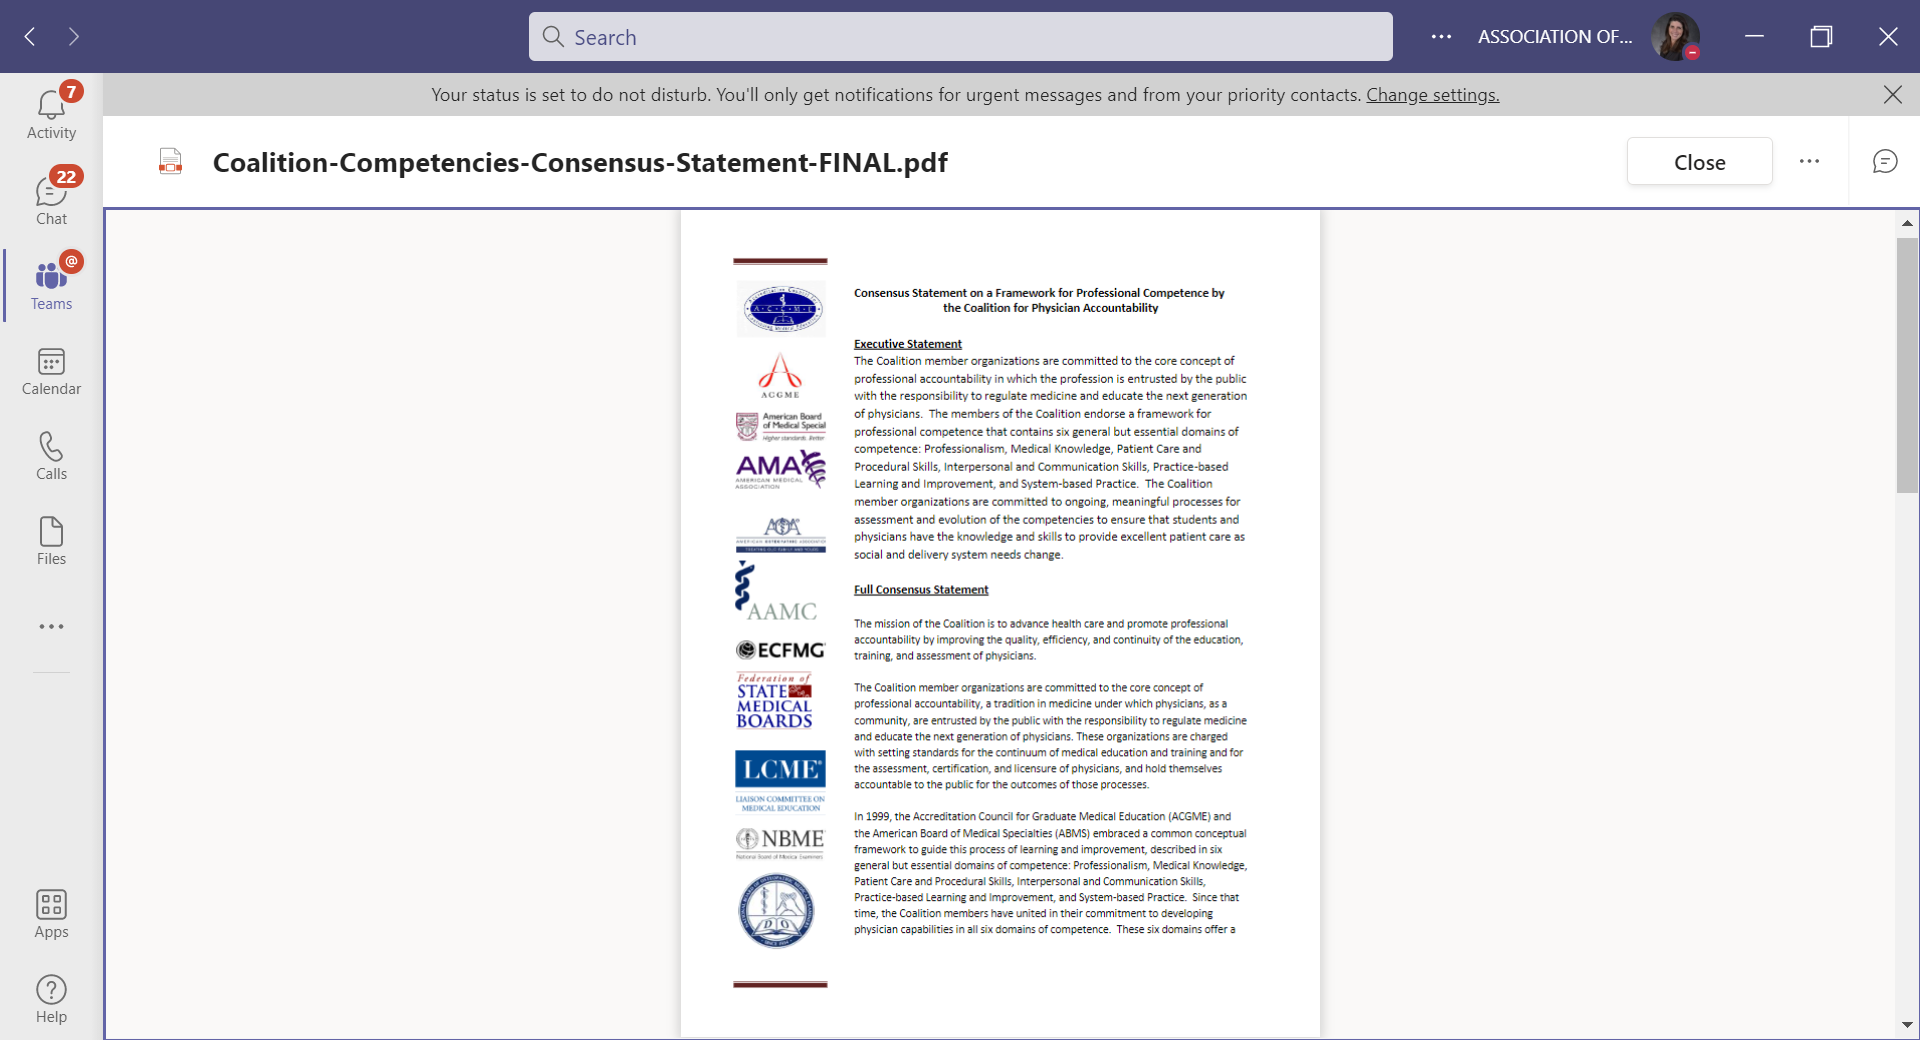 Search
ASSOCIATION OF...
Your status is set to do not disturb. You'll only get notifications for urgent messages and from your priority contacts. Change settings.
7
Activity
22
Chat
@
Teams
Calendar
Calls
Files
Apps
Help
Coalition-Competencies-Consensus-Statement-FINAL.pdf
Close
A·C·C·M·E
ACGME
American Board
of Medical Special
Higher standards. Better
AMA
AMERICAN MEDICAL
ASSOCIATION
AOA
AAMC
ECFMG
Federation of
STATE
MEDICAL
BOARDS
LCME
LIAISON COMMITTEE ON
MEDICAL EDUCATION
NBME
National Board of Medical Examiners
Consensus Statement on a Framework for Professional Competence by
the Coalition for Physician Accountability
Executive Statement
The Coalition member organizations are committed to the core concept of
professional accountability in which the profession is entrusted by the public
with the responsibility to regulate medicine and educate the next generation
of physicians. The members of the Coalition endorse a framework for
professional competence that contains six general but essential domains of
competence: Professionalism, Medical Knowledge, Patient Care and
Procedural Skills, Interpersonal and Communication Skills, Practice-based
Learning and Improvement, and System-based Practice. The Coalition
member organizations are committed to ongoing, meaningful processes for
assessment and evolution of the competencies to ensure that students and
physicians have the knowledge and skills to provide excellent patient care as
social and delivery system needs change.
Full Consensus Statement
The mission of the Coalition is to advance health care and promote professional
accountability by improving the quality, efficiency, and continuity of the education,
training, and assessment of physicians.
The Coalition member organizations are committed to the core concept of
professional accountability, a tradition in medicine under which physicians, as a
community, are entrusted by the public with the responsibility to regulate medicine
and educate the next generation of physicians. These organizations are charged
with setting standards for the continuum of medical education and training and for
the assessment, certification, and licensure of physicians, and hold themselves
accountable to the public for the outcomes of those processes.
In 1999, the Accreditation Council for Graduate Medical Education (ACGME) and
the American Board of Medical Specialties (ABMS) embraced a common conceptual
framework to guide this process of learning and improvement, described in six
general but essential domains of competence: Professionalism, Medical Knowledge,
Patient Care and Procedural Skills, Interpersonal and Communication Skills,
Practice-based Learning and Improvement, and System-based Practice. Since that
time, the Coalition members have united in their commitment to developing
physician capabilities in all six domains of competence. These six domains offer a